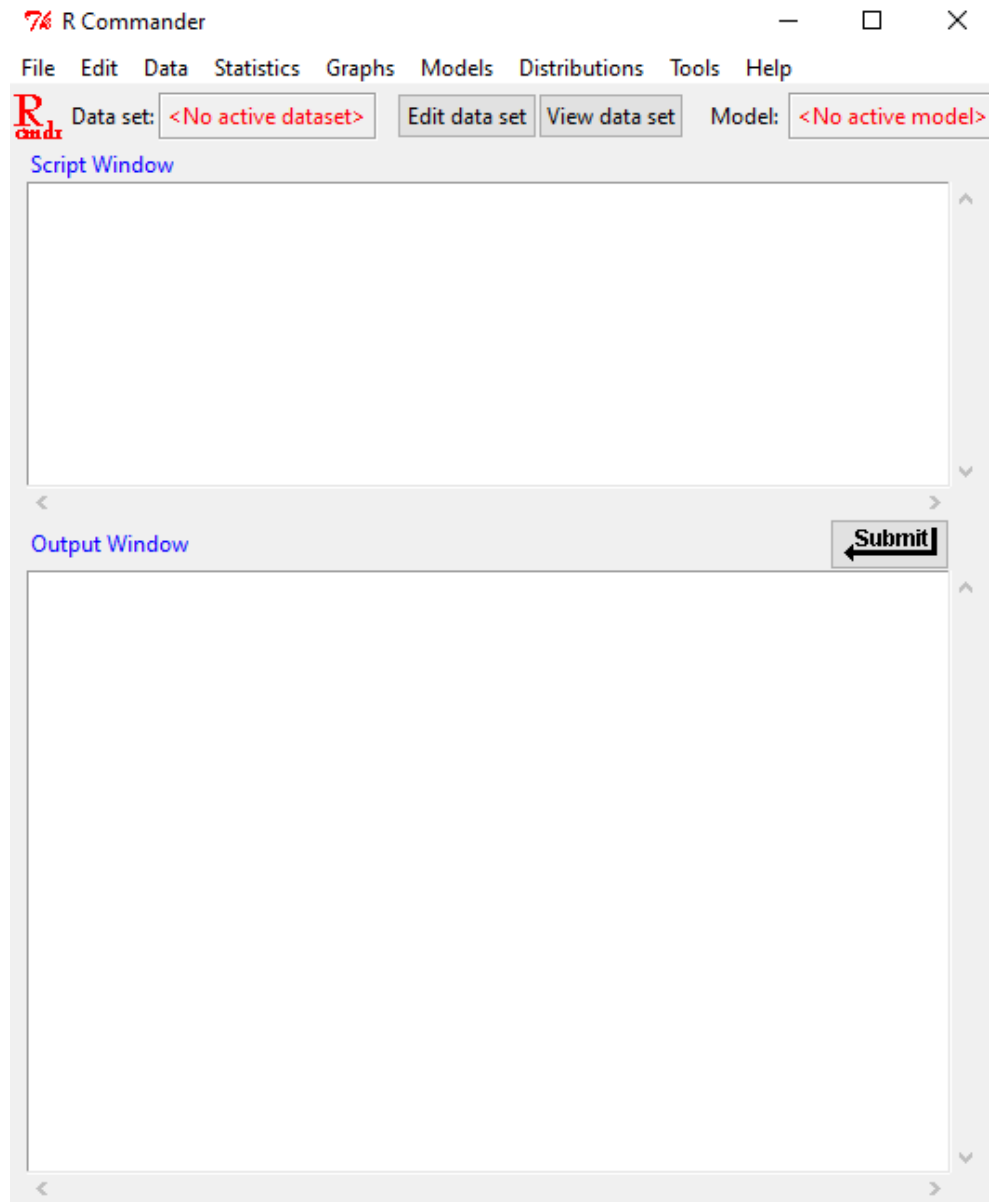 R Commander
File Edit Data Statistics Graphs Models Distributions Tools Help
R cmdr Data set: <No active dataset> Edit data set View data set Model: <No active model>
Script Window
Output Window Submit